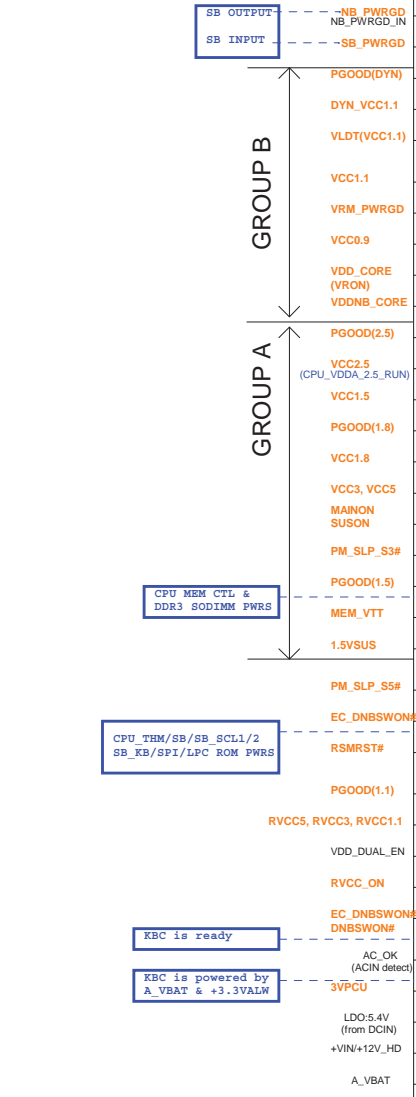 SB OUTPUT
NB_PWRGD
NB_PWRGD_IN
SB INPUT
SB_PWRGD
PGOOD(DYN)
DYN_VCC1.1
VLDT(VCC1.1)
GROUP B
VCC1.1
VRM_PWRGD
VCC0.9
VDD_CORE
(VRON)
VDDNB_CORE
PGOOD(2.5)
VCC2.5
(CPU_VDDA_2.5_RUN)
GROUP A
VCC1.5
PGOOD(1.8)
VCC1.8
VCC3, VCC5
MAINON
SUSON
PM_SLP_S3#
PGOOD(1.5)
CPU MEM CTL &
DDR3 SODIMM PWRS
MEM_VTT
1.5VSUS
PM_SLP_S5#
EC_DNBSWON#
CPU_THM/SB/SB_SCL1/2
SB_KB/SPI/LPC ROM PWRS
RSMRST#
PGOOD(1.1)
RVCC5, RVCC3, RVCC1.1
VDD_DUAL_EN
RVCC_ON
EC_DNBSWON#
DNBSWON#
KBC is ready
AC_OK
(ACIN detect)
KBC is powered by
A_VBAT & +3.3VALW
3VPCU
LDO:5.4V
(from DCIN)
+VIN/+12V_HD
A_VBAT